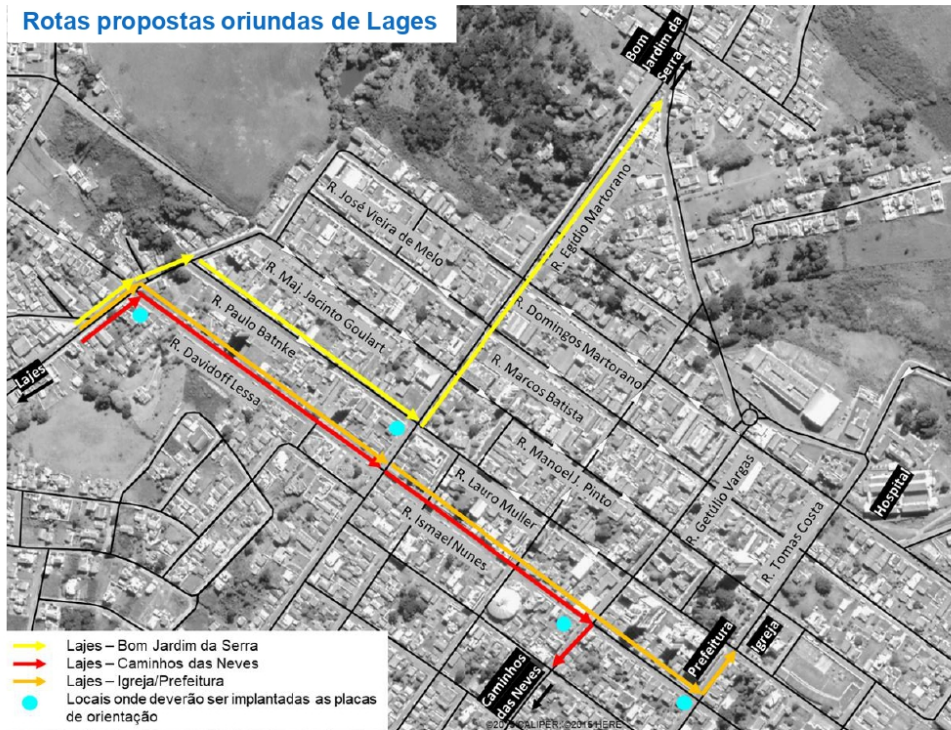 Rotas propostas oriundas de Lages
Bom
Jardim da
Serra
R. José Vieira de Melo
R. Egídio Martorano
R. Maj. Jacinto Goulart
R. Domingos Martorano
R. Paulo Batnke
R. Marcos Batista
R. Davidoff Lessa
Lajes
R. Manoel J. Pinto
R. Lauro Muller
R. Getúlio Vargas
Hospital
R. Ismael Nunes
R. Tomas Costa
Prefeitura
Igreja
Caminhos
das Neves
Lajes – Bom Jardim da Serra
Lajes – Caminhos das Neves
Lajes – Igreja/Prefeitura
Locais onde deverão ser implantadas as placas
de orientação
CALIPER; ©2015 HERE